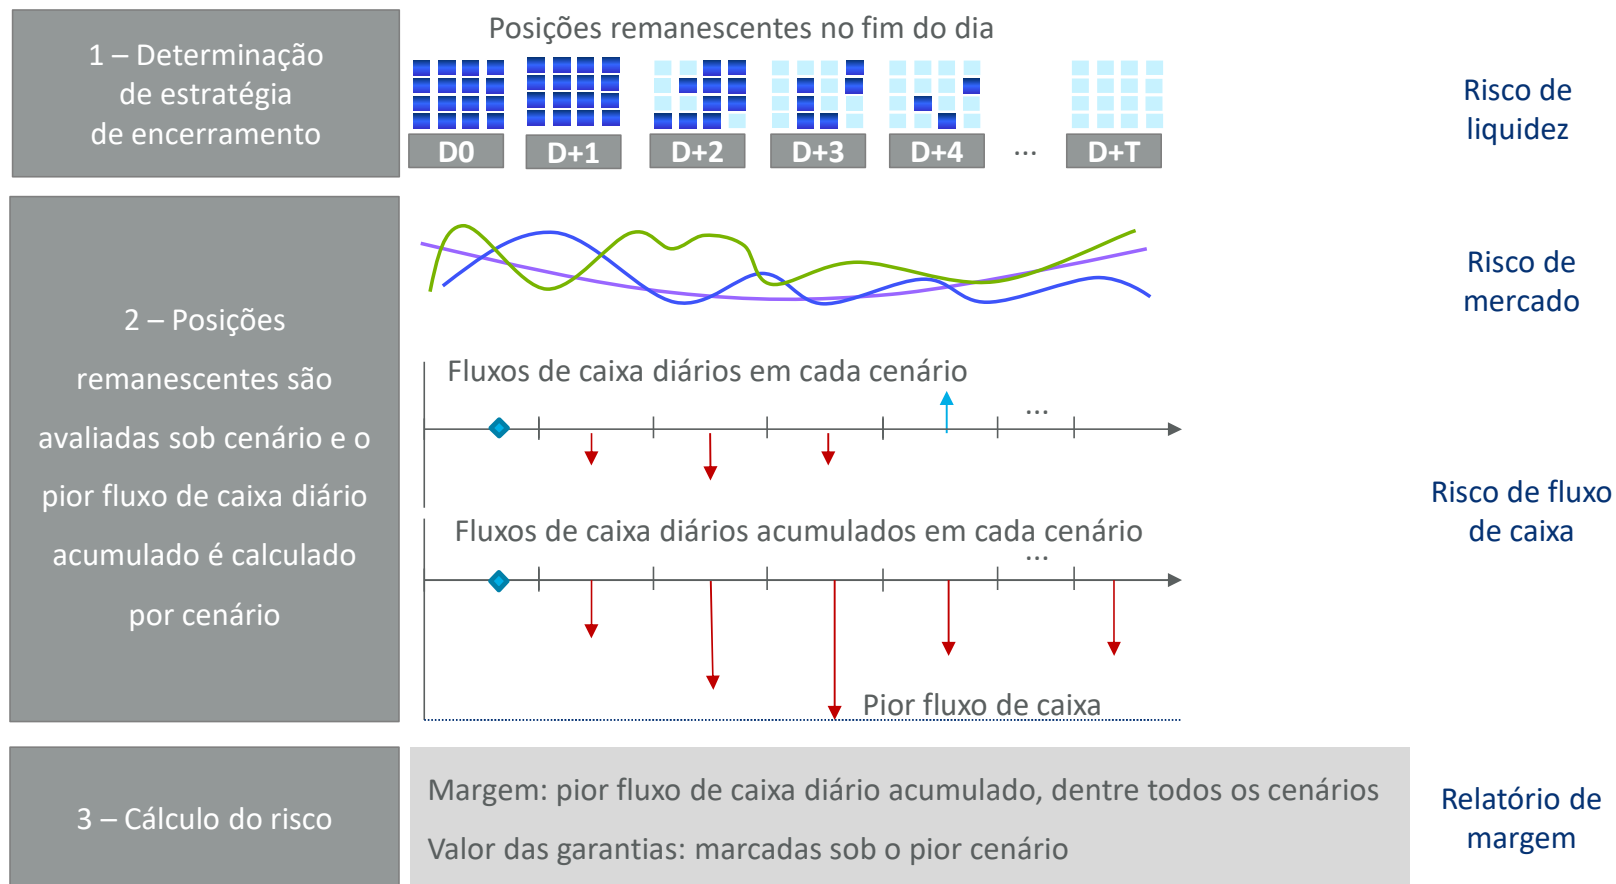 1 – Determinação
de estratégia
de encerramento
Posições remanescentes no fim do dia
D0
D+1
D+2
D+3
D+4
...
D+T
Risco de
liquidez
2 – Posições
remanescentes são
avaliadas sob cenário e o
pior fluxo de caixa diário
acumulado é calculado
por cenário
Risco de
mercado
Fluxos de caixa diários em cada cenário
...
Fluxos de caixa diários acumulados em cada cenário
...
Pior fluxo de caixa
Risco de fluxo
de caixa
3 – Cálculo do risco
Margem: pior fluxo de caixa diário acumulado, dentre todos os cenários
Valor das garantias: marcadas sob o pior cenário
Relatório de
margem